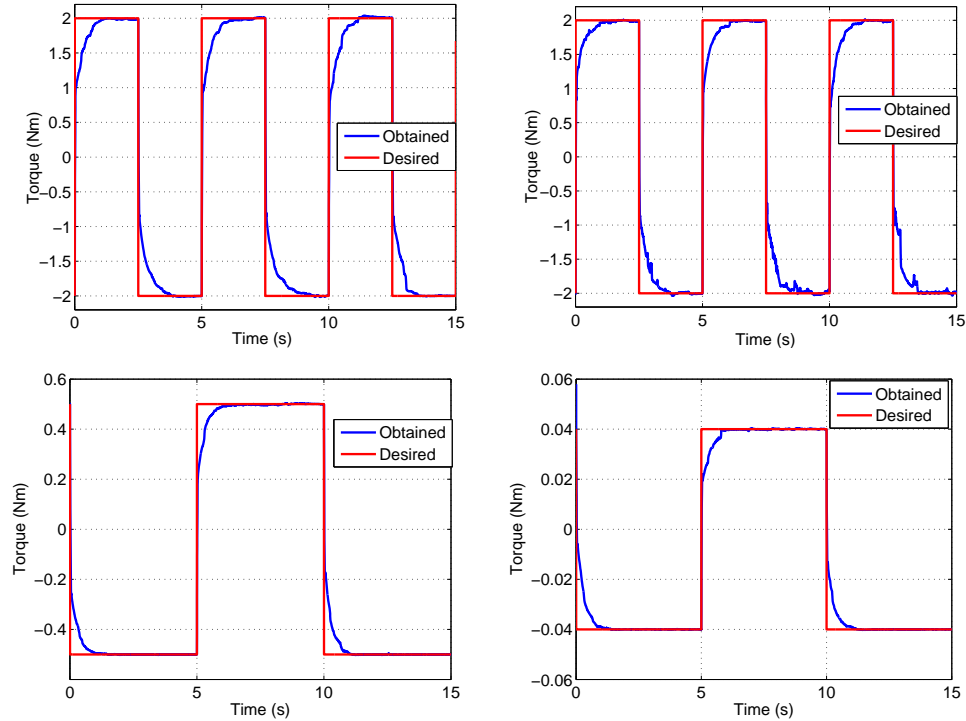 2
1.5
1
0.5
0
−0.5
−1
−1.5
−2
Torque (Nm)
0
5
10
15
Time (s)
Obtained
Desired
2
1.5
1
0.5
0
−0.5
−1
−1.5
−2
Torque (Nm)
0
5
10
15
Time (s)
Obtained
Desired
0.6
0.4
0.2
0
−0.2
−0.4
Torque (Nm)
0
5
10
15
Time (s)
Obtained
Desired
0.06
0.04
0.02
0
−0.02
−0.04
−0.06
Torque (Nm)
0
5
10
15
Time (s)
Obtained
Desired